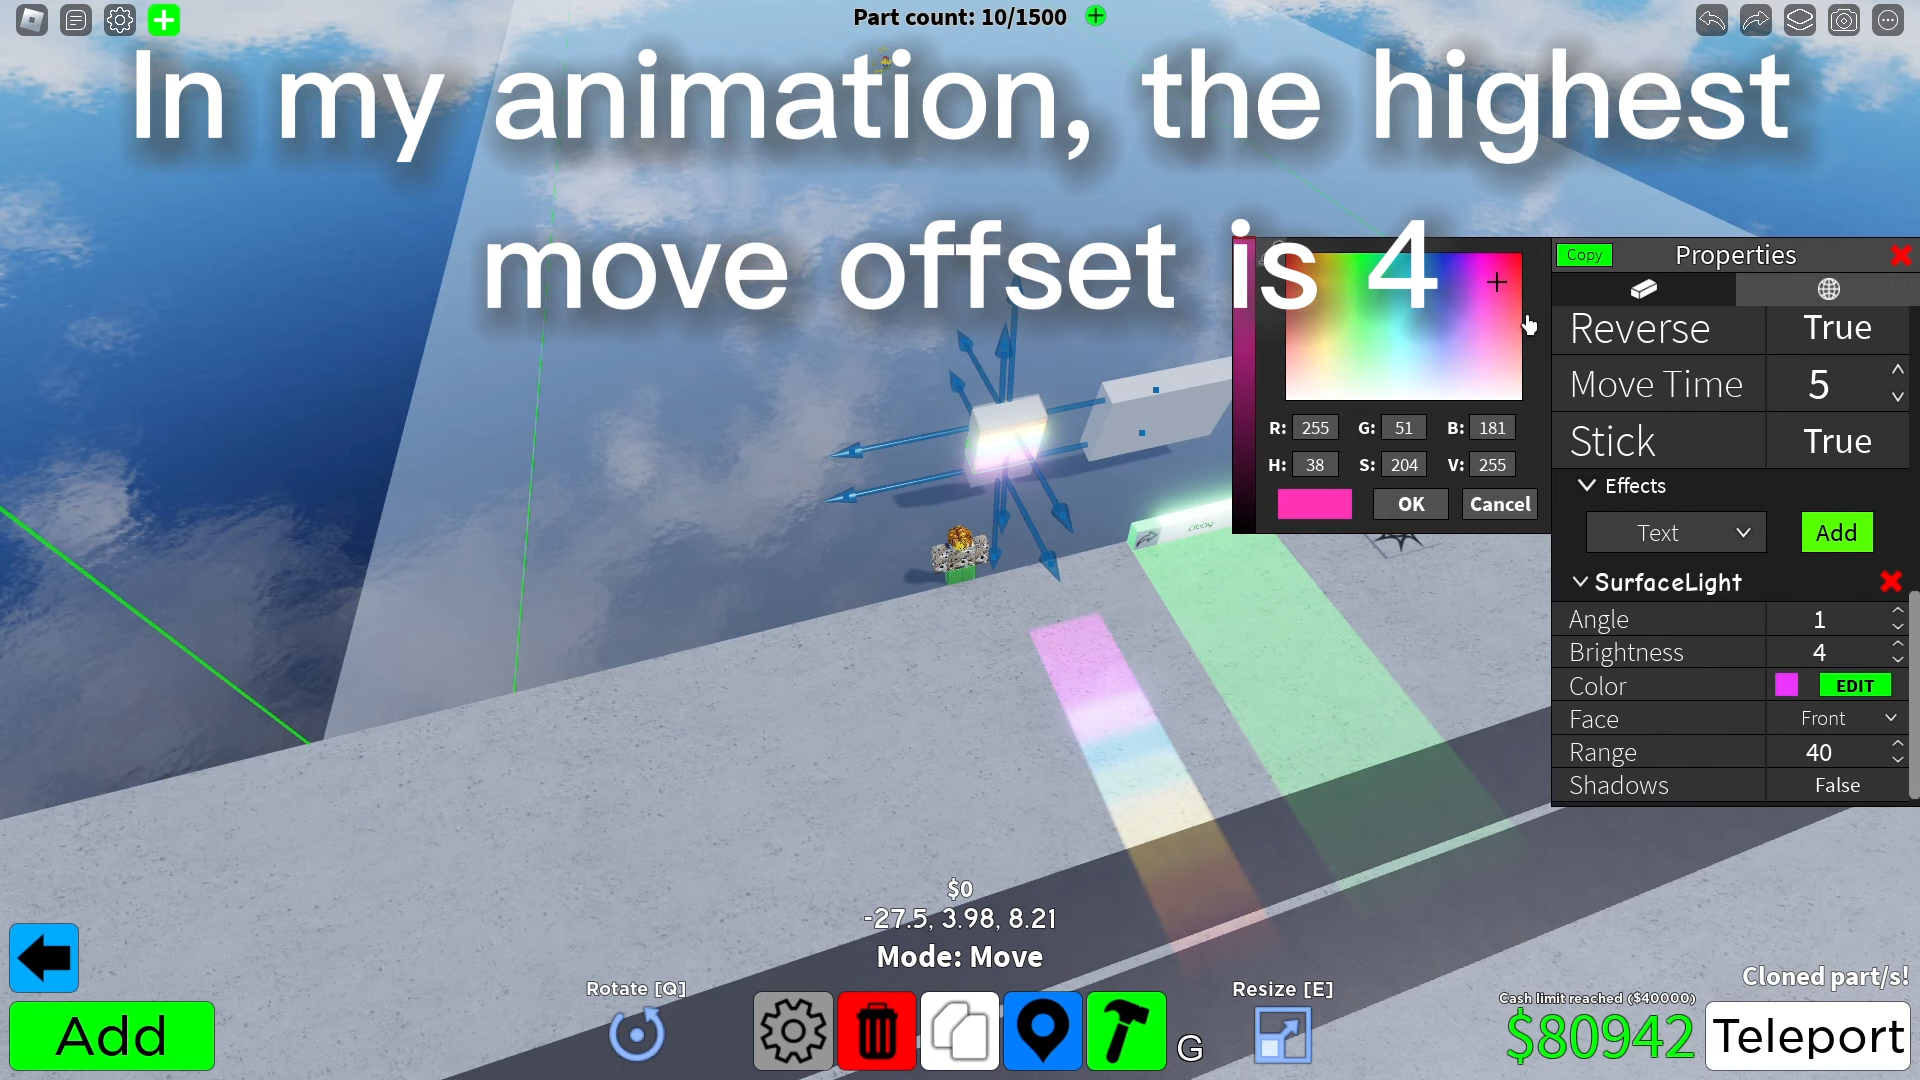 Part count: 10/1500
In my animation, the highest
move offset is 4
Copy
Properties
Reverse True
Move Time 5
Stick True
Effects
Text
Add
SurfaceLight
Angle 1
Brightness 4
Color EDIT
Face Front
Range 40
Shadows False
R: 255 G: 51 B: 181
H: 38 S: 204 V: 255
OK Cancel
$0
-27.5, 3.98, 8.21
Mode: Move
Rotate [Q]
G
Resize [E]
Add
Cloned part/s!
Cash limit reached ($40000)
$80942
Teleport